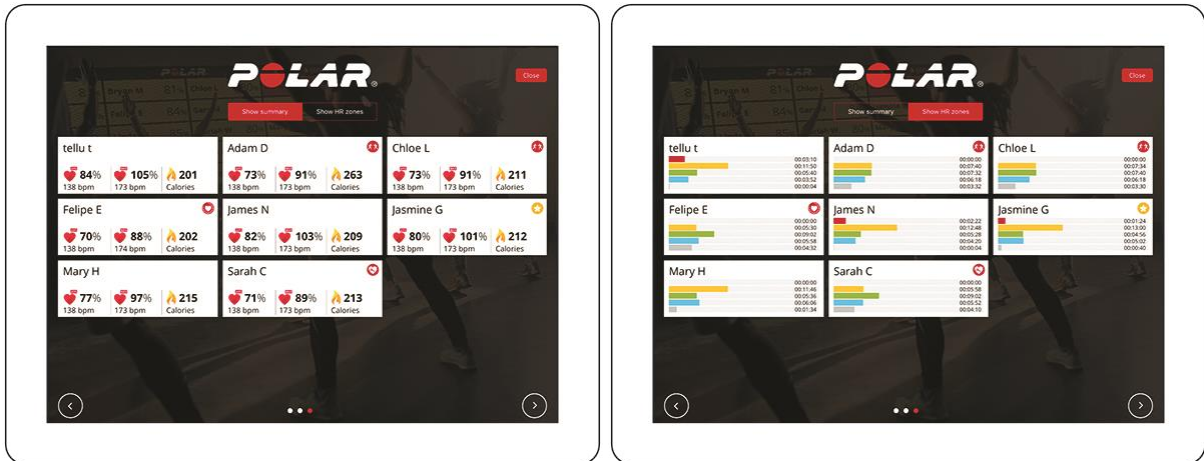 POLAR®
Close
Show summary Show HR zones
tellu t
84% 105% 201
138 bpm 173 bpm Calories
Adam D
73% 91% 263
138 bpm 173 bpm Calories
Chloe L
73% 91% 211
138 bpm 173 bpm Calories
Felipe E
70% 88% 202
138 bpm 174 bpm Calories
James N
82% 103% 209
138 bpm 173 bpm Calories
Jasmine G
80% 101% 212
138 bpm 173 bpm Calories
Mary H
77% 97% 215
138 bpm 173 bpm Calories
Sarah C
71% 89% 213
138 bpm 173 bpm Calories
POLAR®
Close
Show summary Show HR zones
tellu t
00:03:10
00:11:50
00:05:40
00:03:52
00:00:04
Adam D
00:00:00
00:07:40
00:07:32
00:06:18
00:03:32
Chloe L
00:00:00
00:07:34
00:07:40
00:06:18
00:03:30
Felipe E
00:00:00
00:05:30
00:09:02
00:05:58
00:04:32
James N
00:02:22
00:12:48
00:05:28
00:04:20
00:00:04
Jasmine G
00:01:24
00:13:00
00:04:56
00:05:02
00:00:40
Mary H
00:00:00
00:11:46
00:05:36
00:06:06
00:01:34
Sarah C
00:00:00
00:05:58
00:09:02
00:05:52
00:04:10